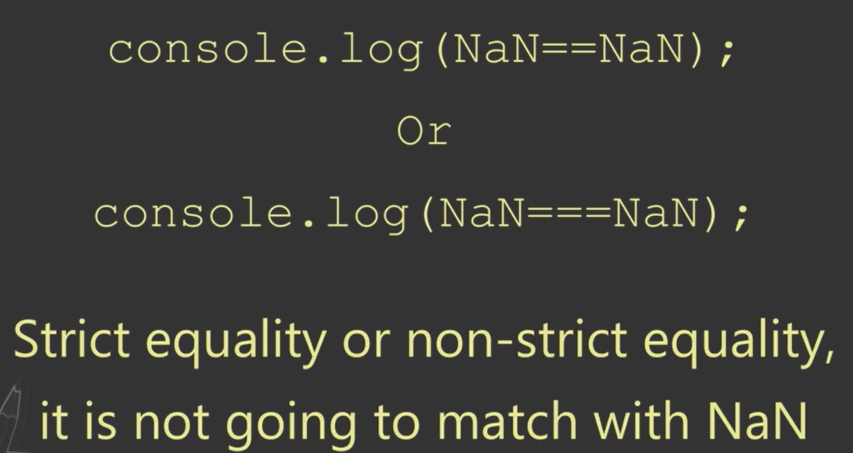 console.log(NaN==NaN);
Or
console.log(NaN===NaN);
Strict equality or non-strict equality,
it is not going to match with NaN